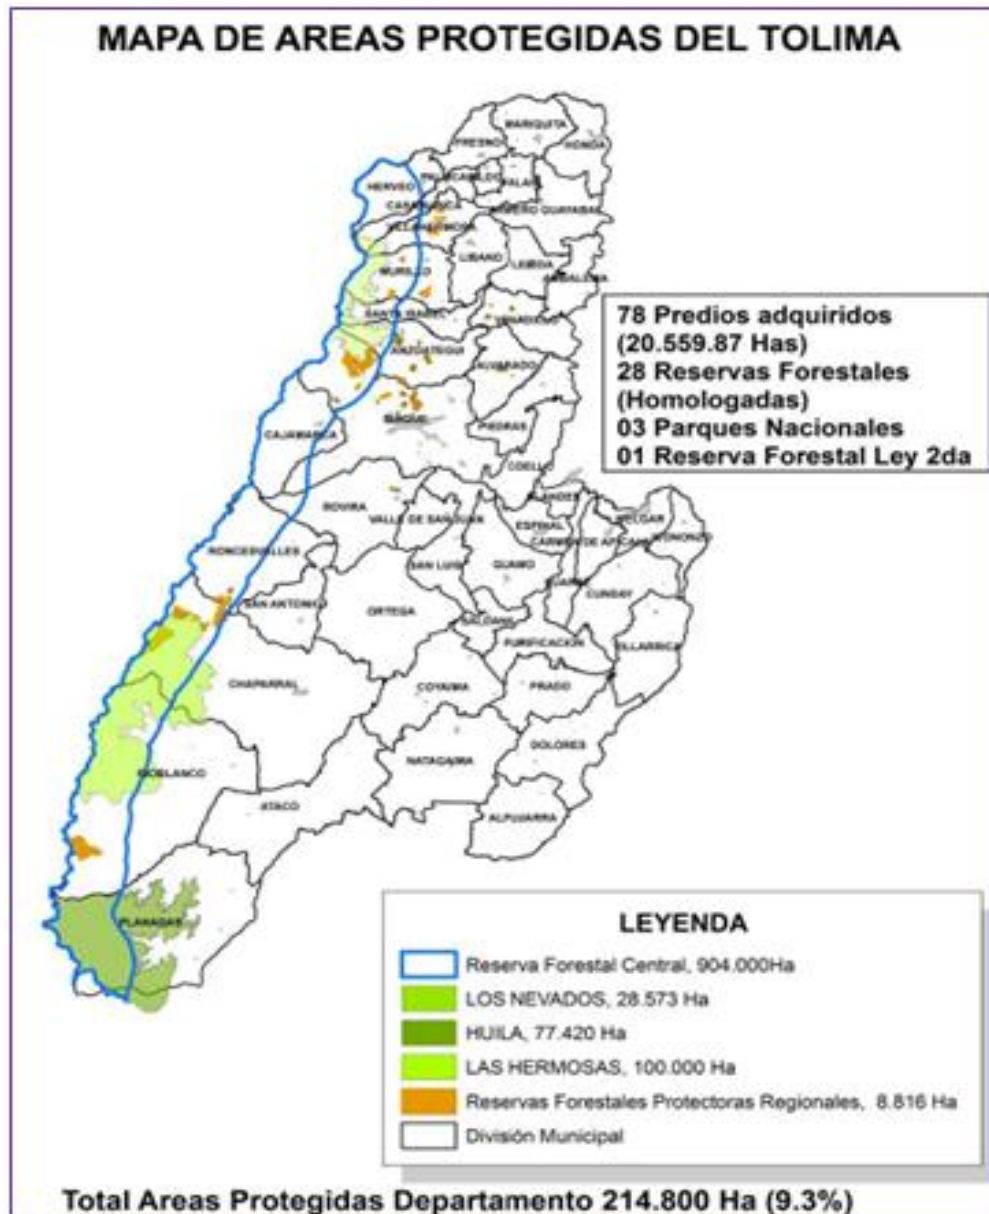 MAPA DE AREAS PROTEGIDAS DEL TOLIMA
MARIQUITA
FRESNO
HONDA
HERVEO
MURILLO
LIBANO
LERIDA
SANTA ISABEL
78 Predios adquiridos
(20.559.87 Has)
28 Reservas Forestales
(Homologadas)
03 Parques Nacionales
01 Reserva Forestal Ley 2da
ANZOATEGUI
ALVARADO
PIEDRAS
CAJAMARCA
COELLO
ROVIRA
VALLE DE SAN JUAN
ESPINAL
MELGAR
RONCESVALLES
SAN LUIS
GUAMO
CUNDAY
SAN ANTONIO
ORTEGA
PURIFICACION
CHAPARRAL
COYAIMA
PRADO
DOLORES
NATAGAIMA
RIOBLANCO
ATACO
ALPUJARRA
PLANADAS
LEYENDA
Reserva Forestal Central, 904.000Ha
LOS NEVADOS, 28.573 Ha
HUILA, 77.420 Ha
LAS HERMOSAS, 100.000 Ha
Reservas Forestales Protectoras Regionales, 8.816 Ha
División Municipal
Total Areas Protegidas Departamento 214.800 Ha (9.3%)